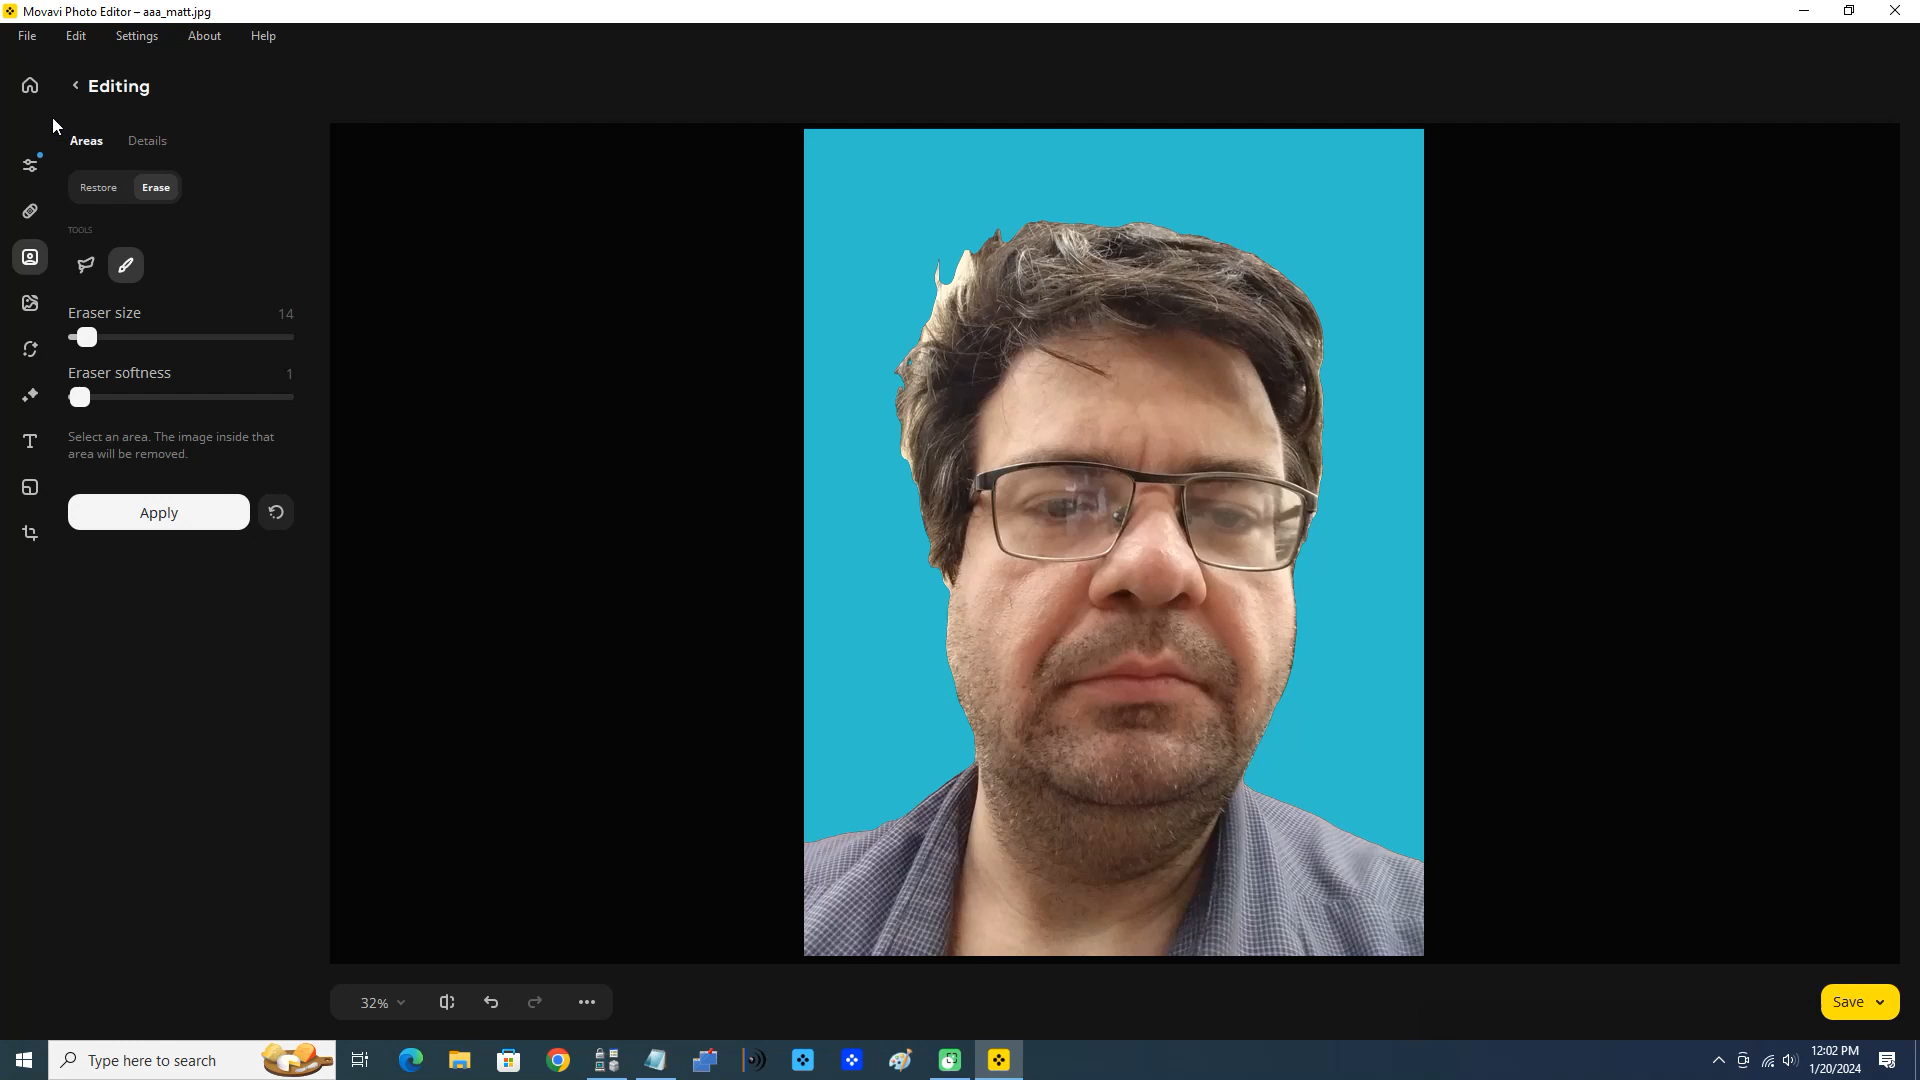 Movavi Photo Editor – aaa_matt.jpg
File Edit Settings About Help
Editing
Areas Details
Restore Erase
TOOLS
Eraser size 14
Eraser softness 1
Select an area. The image inside that
area will be removed.
Apply
32%
Save
Type here to search
12:02 PM
1/20/2024